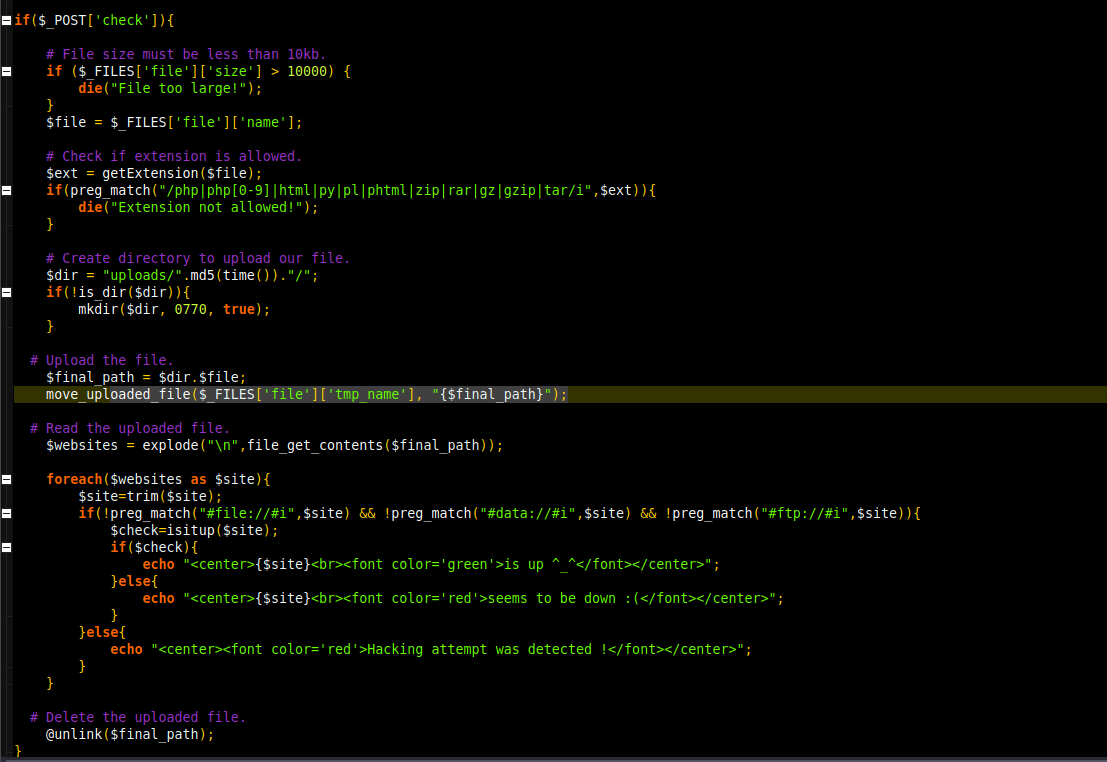 if($_POST['check']){
# File size must be less than 10kb.
if ($_FILES['file']['size'] > 10000) {
die("File too large!");
}
$file = $_FILES['file']['name'];
# Check if extension is allowed.
$ext = getExtension($file);
if(preg_match("/php|php[0-9]|html|py|pl|phtml|zip|rar|gz|gzip|tar/i",$ext)){
die("Extension not allowed!");
}
# Create directory to upload our file.
$dir = "uploads/".md5(time())."/";
if(!is_dir($dir)){
mkdir($dir, 0770, true);
}
# Upload the file.
$final_path = $dir.$file;
move_uploaded_file($_FILES['file']['tmp_name'], "{$final_path}");
# Read the uploaded file.
$websites = explode("\n",file_get_contents($final_path));
foreach($websites as $site){
$site=trim($site);
if(!preg_match("#file://#i",$site) && !preg_match("#data://#i",$site) && !preg_match("#ftp://#i",$site)){
$check=isitup($site);
if($check){
echo "<center>{$site}<br><font color='green'>is up ^_^</font></center>";
}else{
echo "<center>{$site}<br><font color='red'>seems to be down :(</font></center>";
}
}else{
echo "<center><font color='red'>Hacking attempt was detected !</font></center>";
}
}
# Delete the uploaded file.
@unlink($final_path);
}